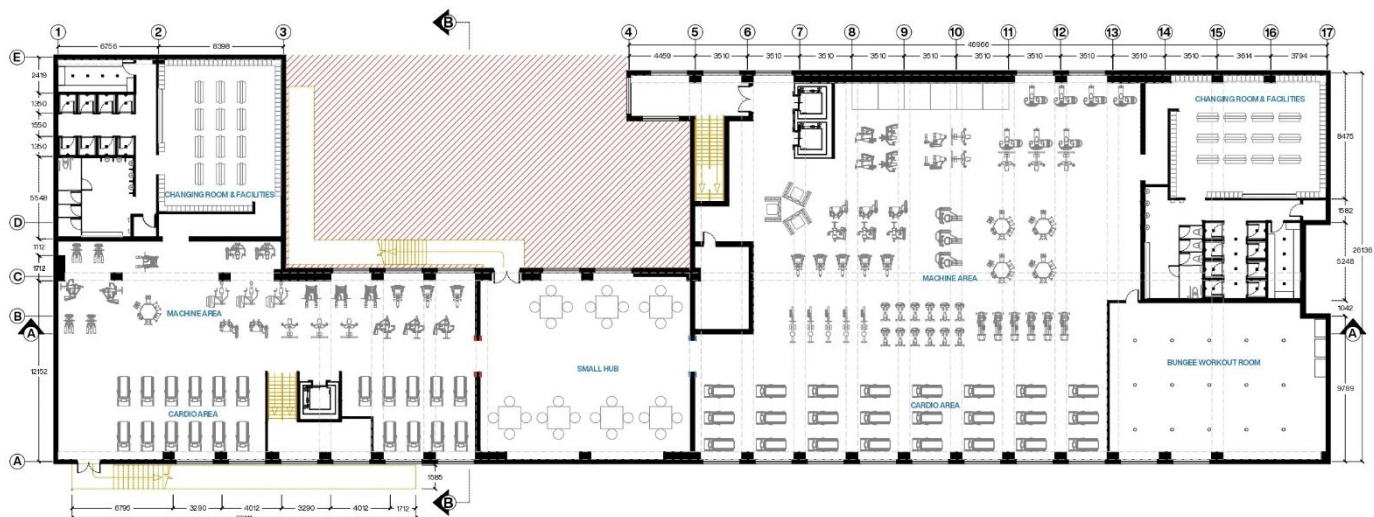 B
1 2 3 4 5 6 7 8 9 10 11 12 13 14 15 16 17
6756 8398
46966
4459 3510 3510 3510 3510 3510 3510 3510 3510 3510 3510 3614 3794
E
2419
1350
1550
1350
5548
D
1112
1712
C
B
A
12152
A
CHANGING ROOM & FACILITIES
CHANGING ROOM & FACILITIES
8475
1582
26136
5248
1042
A
9789
MACHINE AREA
MACHINE AREA
SMALL HUB
BUNGEE WORKOUT ROOM
CARDIO AREA
CARDIO AREA
1585
B
6795 3290 4012 3290 4012 1712